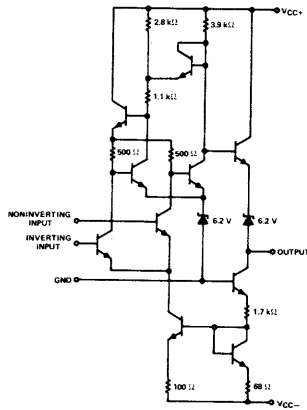 2.8 kΩ
3.9 kΩ
VCC+
1.1 kΩ
500 Ω
500 Ω
NONINVERTING
INPUT
6.2 V
6.2 V
INVERTING
INPUT
OUTPUT
GND
1.7 kΩ
100 Ω
68 Ω
VCC−